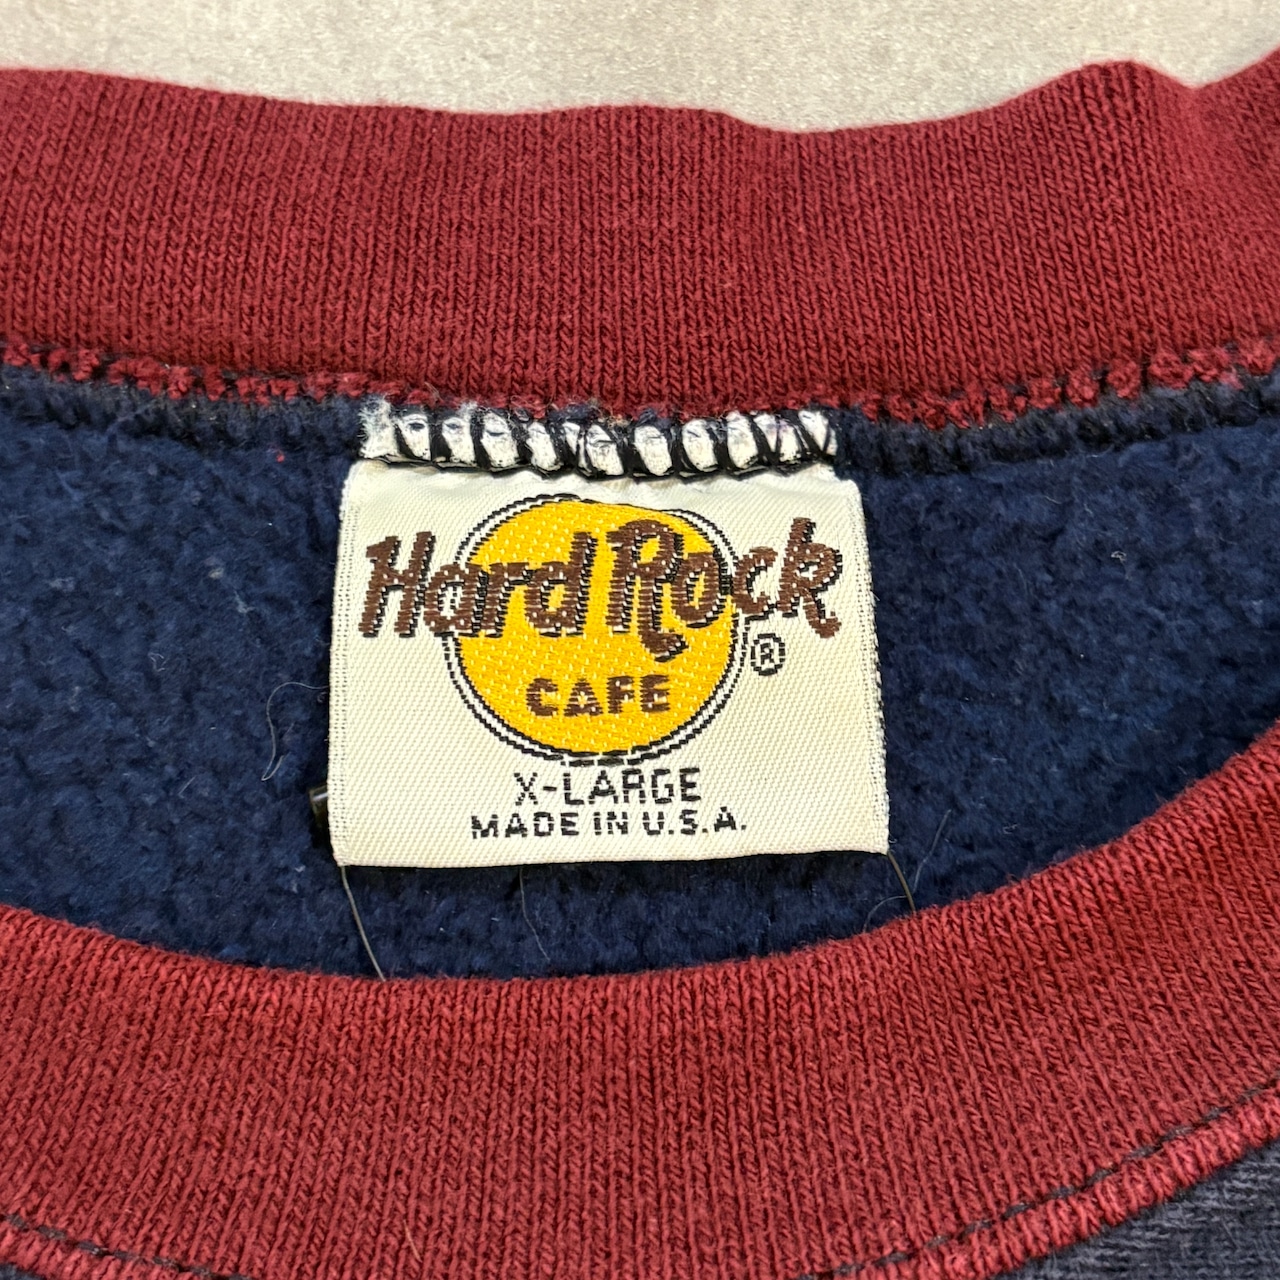 Hard Rock
CAFE
®
X-LARGE
MADE IN U.S.A.